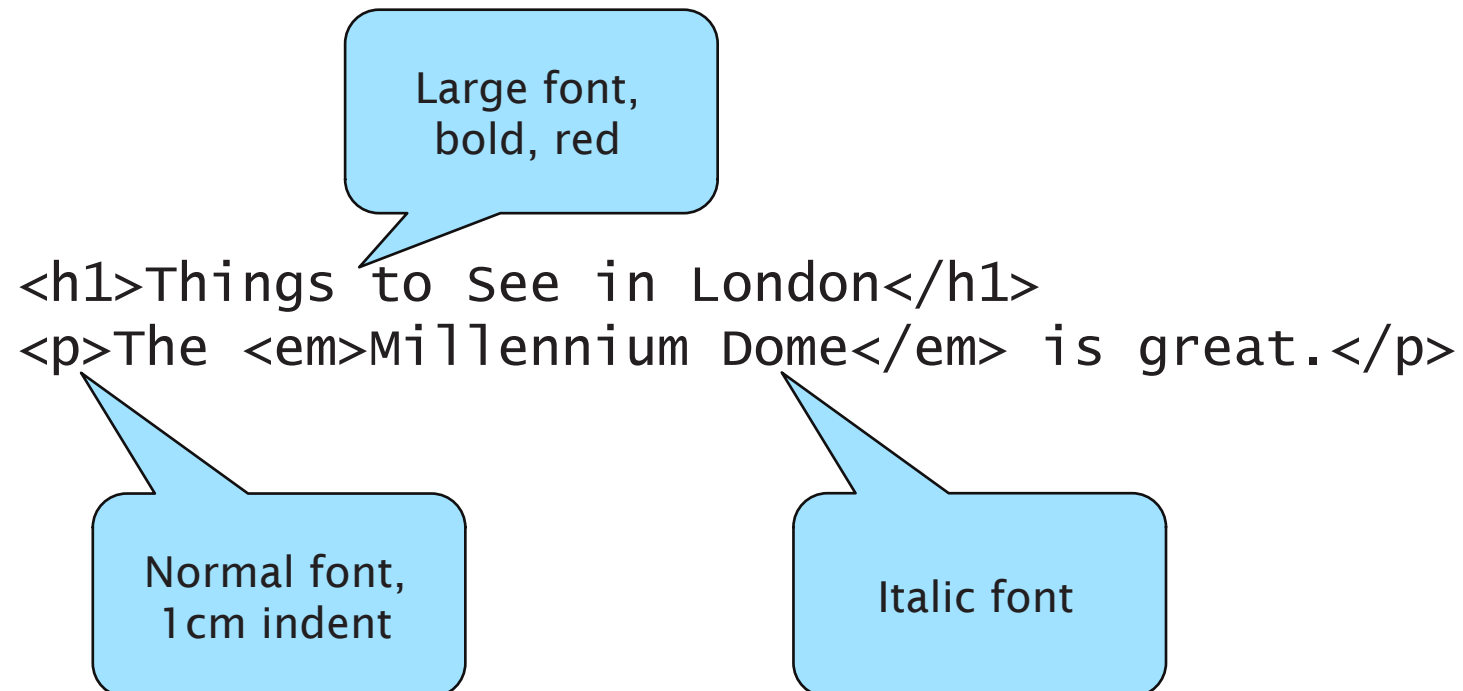 Large font,
bold, red
<h1>Things to See in London</h1>
<p>The <em>Millennium Dome</em> is great.</p>
Normal font,
1cm indent
Italic font